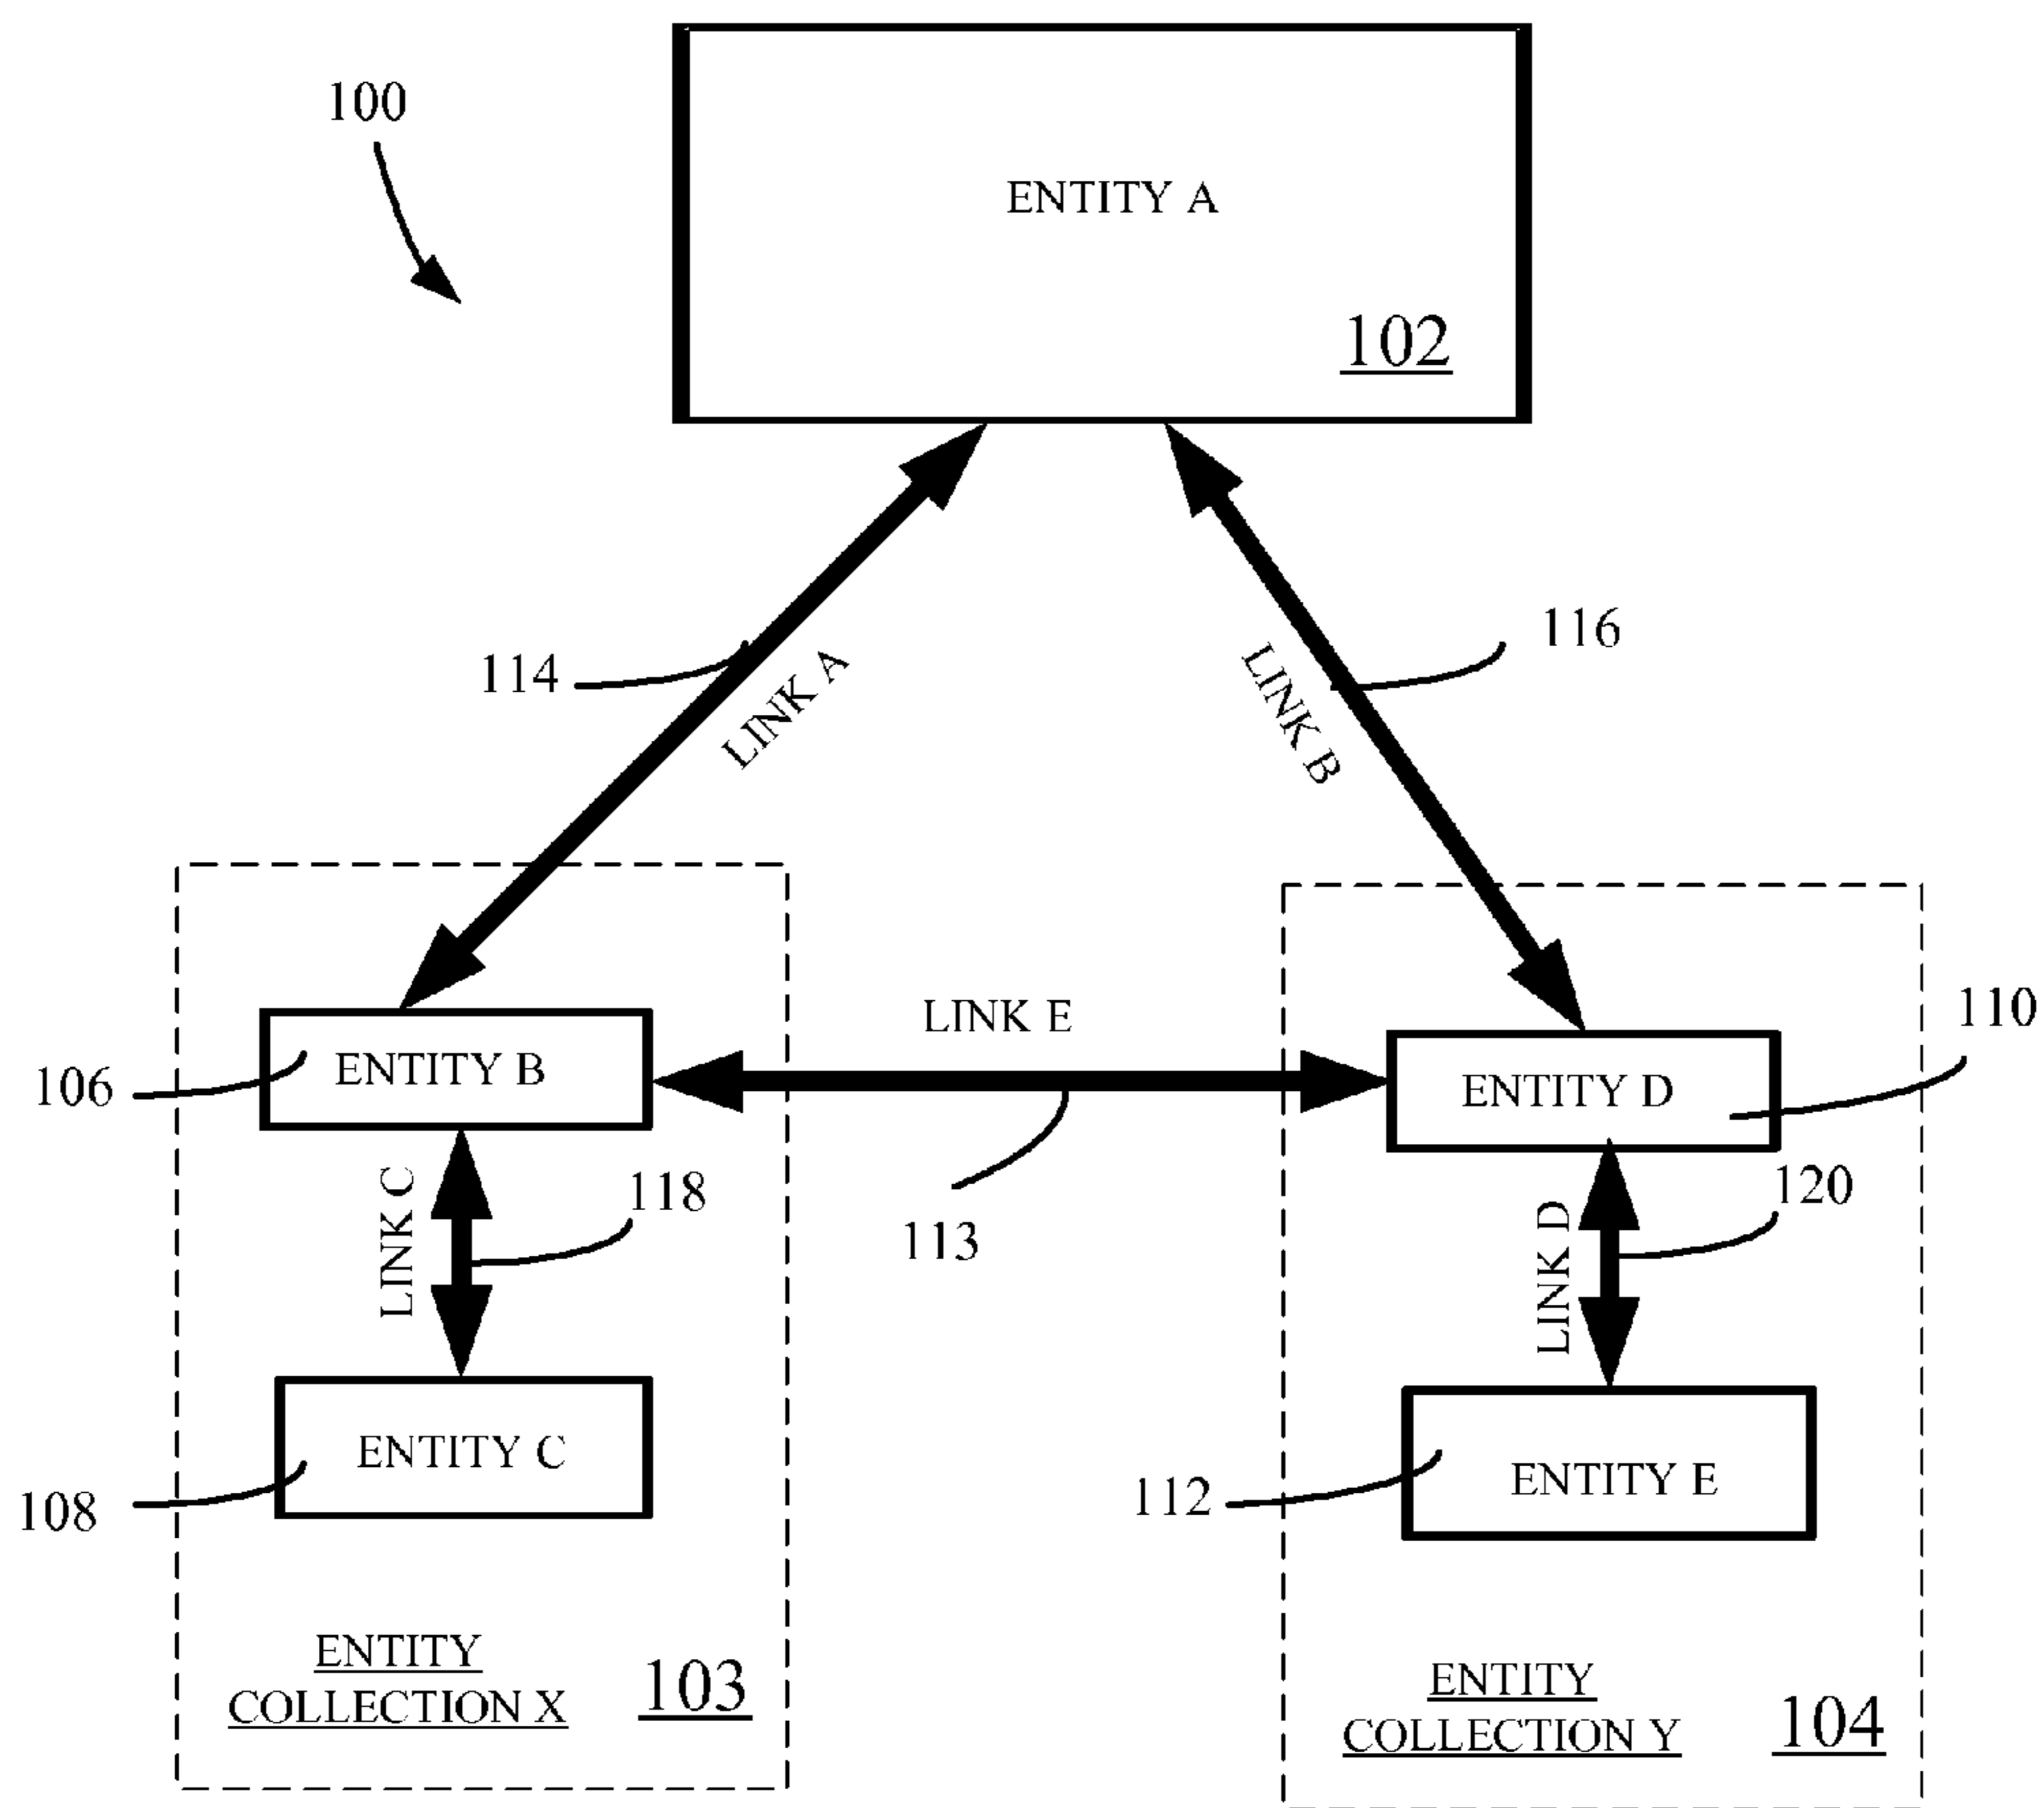 100
ENTITY A
102
114
LINK A
116
LINK B
106
ENTITY B
LINK E
110
ENTITY D
LINK C
118
113
120
LINK D
108
ENTITY C
112
ENTITY E
ENTITY
COLLECTION X
103
ENTITY
COLLECTION Y
104